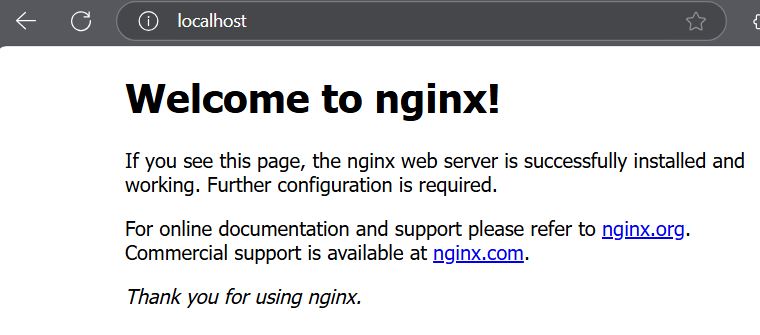 localhost
Welcome to nginx!
If you see this page, the nginx web server is successfully installed and
working. Further configuration is required.
For online documentation and support please refer to nginx.org.
Commercial support is available at nginx.com.
Thank you for using nginx.